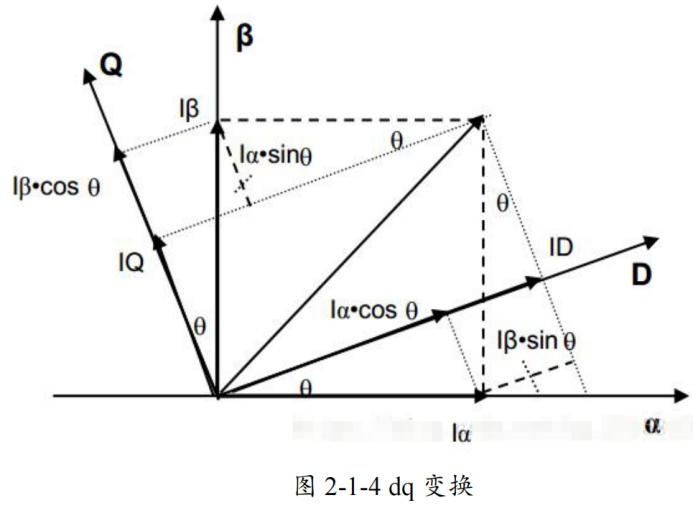 β
Q
Iβ
θ
Iα•sinθ
Iβ•cos θ
θ
IQ
ID
D
Iα•cos θ
θ
Iβ•sin θ
θ
α
Iα
图 2-1-4 dq 变换